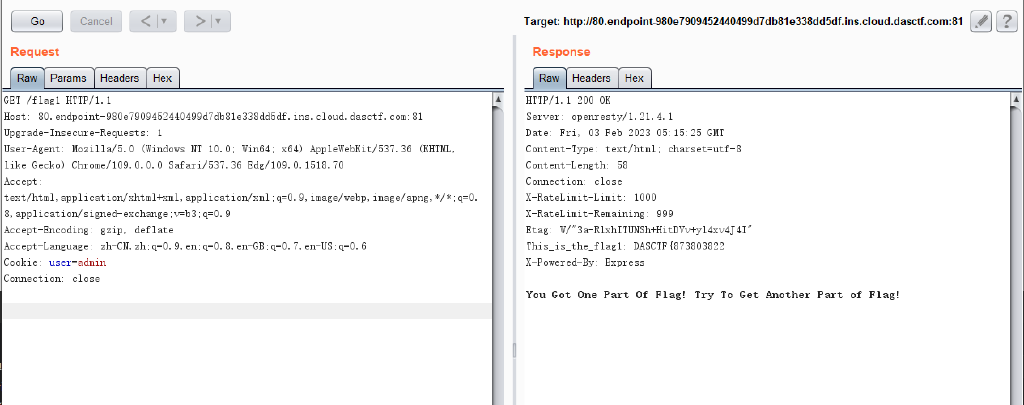 Go Cancel < >
Target: http://80.endpoint-980e7909452440499d7db81e338dd5df.ins.cloud.dasctf.com:81 ?
Request
Raw Params Headers Hex
GET /flag1 HTTP/1.1
Host: 80.endpoint-980e7909452440499d7db81e338dd5df.ins.cloud.dasctf.com:81
Upgrade-Insecure-Requests: 1
User-Agent: Mozilla/5.0 (Windows NT 10.0; Win64; x64) AppleWebKit/537.36 (KHTML,
like Gecko) Chrome/109.0.0.0 Safari/537.36 Edg/109.0.1518.70
Accept:
text/html,application/xhtml+xml,application/xml;q=0.9,image/webp,image/apng,*/*;q=0.
8,application/signed-exchange;v=b3;q=0.9
Accept-Encoding: gzip, deflate
Accept-Language: zh-CN,zh;q=0.9,en;q=0.8,en-GB;q=0.7,en-US;q=0.6
Cookie: user=admin
Connection: close
Response
Raw Headers Hex
HTTP/1.1 200 OK
Server: openresty/1.21.4.1
Date: Fri, 03 Feb 2023 05:15:25 GMT
Content-Type: text/html; charset=utf-8
Content-Length: 58
Connection: close
X-RateLimit-Limit: 1000
X-RateLimit-Remaining: 999
Etag: W/"3a-RlxhITUNSh+HitDVv+yl4xv4J4I"
This_is_the_flag1: DASCTF{873803822
X-Powered-By: Express
You Got One Part Of Flag! Try To Get Another Part of Flag!